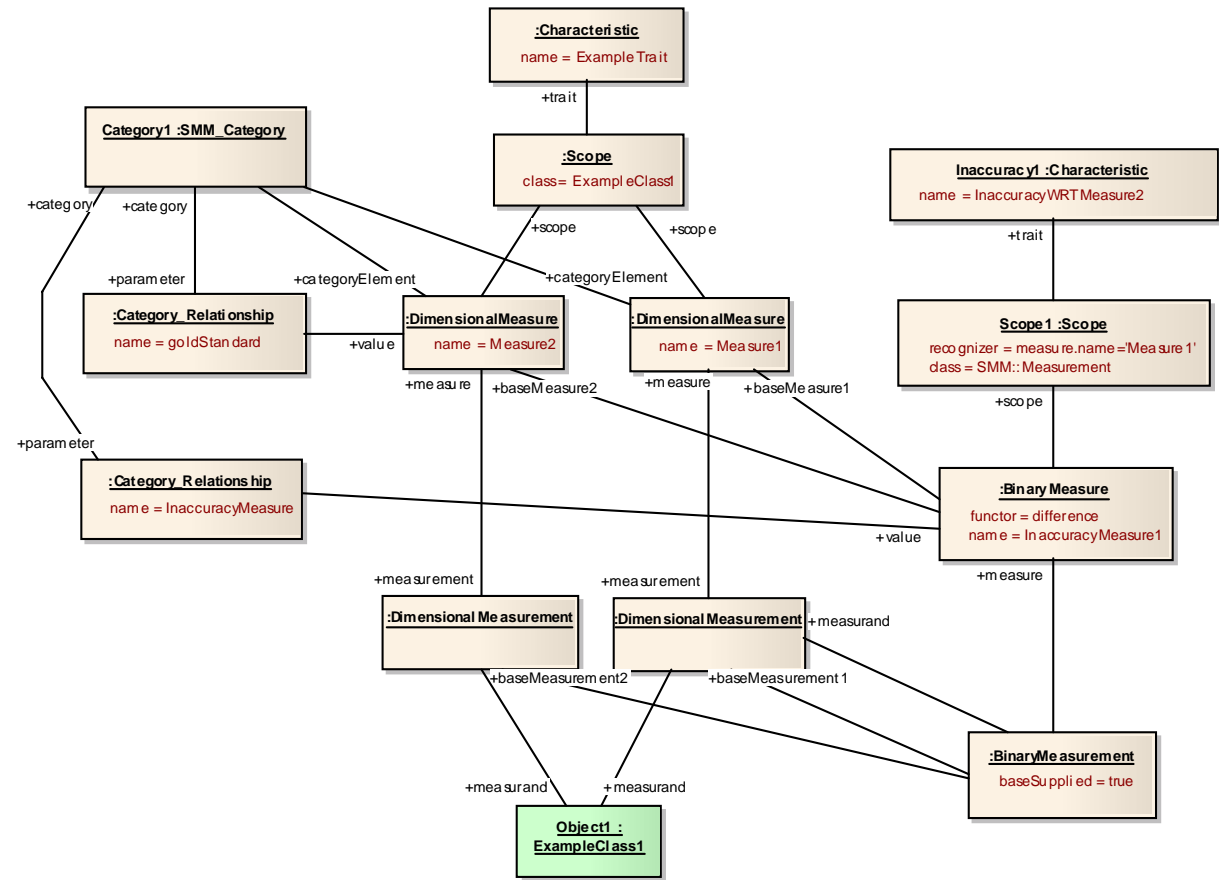 :Characteristic
name = ExampleTrait
+trait
Category1 :SMM_Category
:Scope
class= ExampleClass1
Inaccuracy1 :Characteristic
name = InaccuracyWRTMeasure2
+category
+category
+scope
+scope
+trait
+parameter
+categoryElement
+categoryElement
:Category_Relationship
name = goldStandard
+value
:DimensionalMeasure
name = Measure2
:DimensionalMeasure
name = Measure1
Scope1 :Scope
recognizer = measure.name='Measure1'
class = SMM::Measurement
+measure
+baseMeasure2
+measure
+baseMeasure1
+scope
+parameter
:Category_Relationship
name = InaccuracyMeasure
:BinaryMeasure
functor = difference
name = InaccuracyMeasure1
+value
+measure
+measurement
+measurement
:DimensionalMeasurement
:DimensionalMeasurement
+measurand
+baseMeasurement2
+baseMeasurement1
:BinaryMeasurement
baseSupplied = true
+measurand
+measurand
Object1 :
ExampleClass1